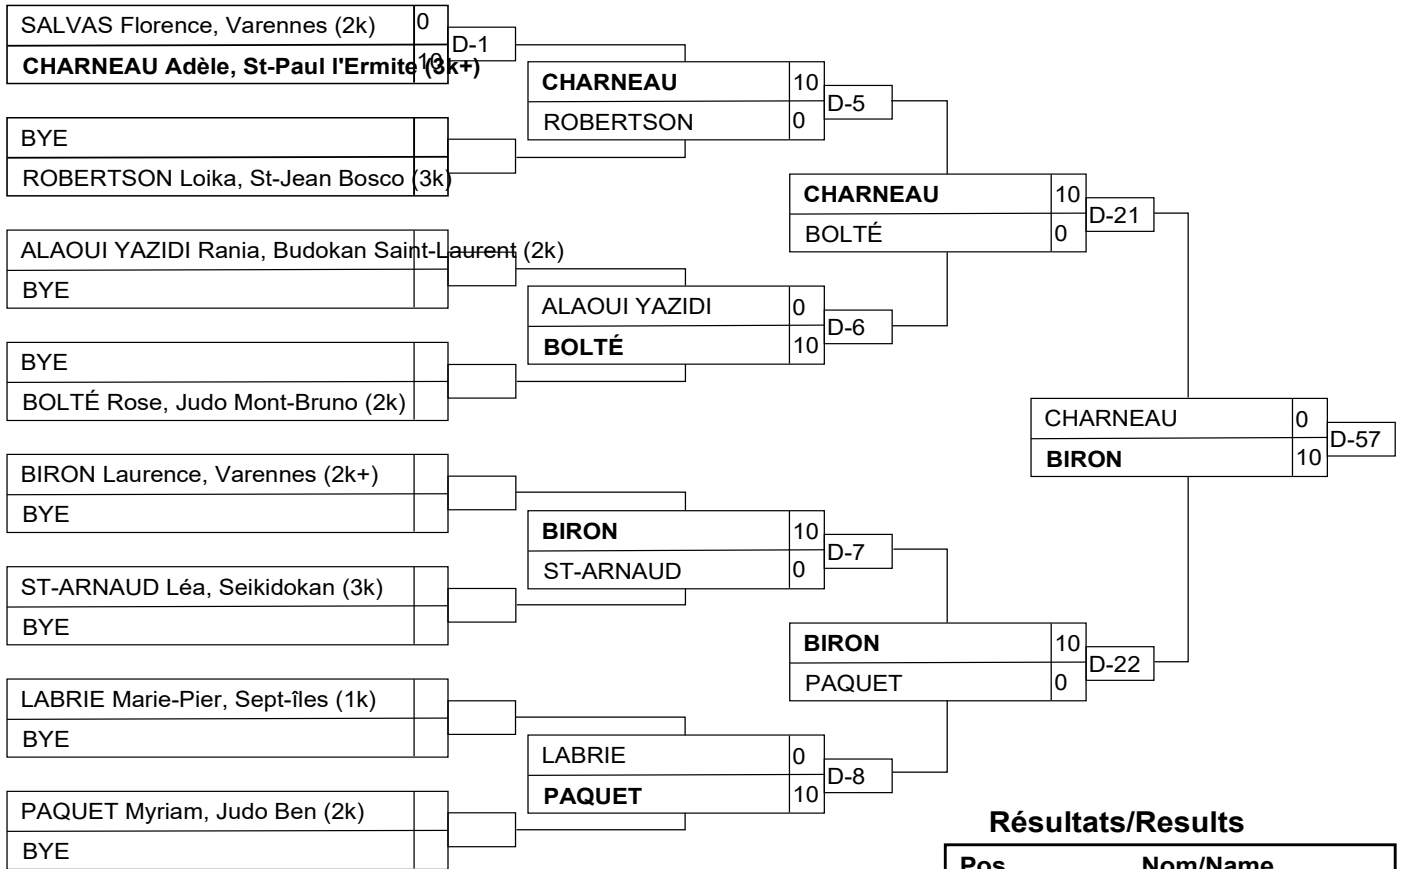 SALVAS Florence, Varennes (2k) 0
D-1
CHARNEAU Adèle, St-Paul l'Ermite (3k+) 10
BYE
ROBERTSON Loika, St-Jean Bosco (3k)
ALAOUI YAZIDI Rania, Budokan Saint-Laurent (2k)
BYE
BYE
BOLTÉ Rose, Judo Mont-Bruno (2k)
BIRON Laurence, Varennes (2k+)
BYE
ST-ARNAUD Léa, Seikidokan (3k)
BYE
LABRIE Marie-Pier, Sept-îles (1k)
BYE
PAQUET Myriam, Judo Ben (2k)
BYE
CHARNEAU 10
D-5
ROBERTSON 0
ALAOUI YAZIDI 0
D-6
BOLTÉ 10
BIRON 10
D-7
ST-ARNAUD 0
LABRIE 0
D-8
PAQUET 10
CHARNEAU 10
D-21
BOLTÉ 0
BIRON 10
D-22
PAQUET 0
CHARNEAU 0
D-57
BIRON 10
Résultats/Results
Pos Nom/Name